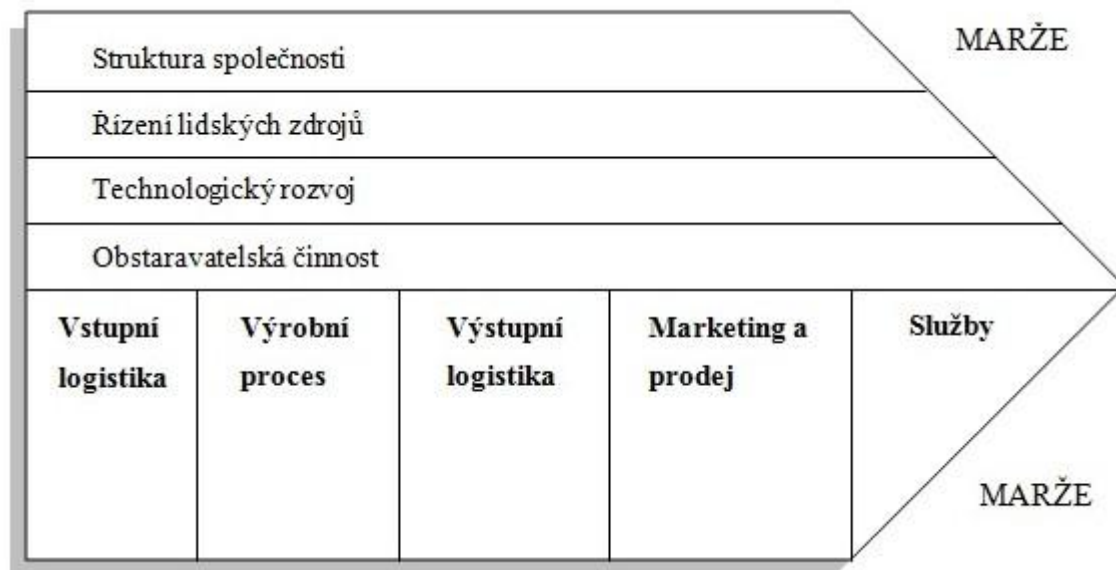 Struktura společnosti
MARŽE
Řízení lidských zdrojů
Technologický rozvoj
Obstaravatelská činnost
Vstupní
logistika
Výrobní
proces
Výstupní
logistika
Marketing a
prodej
Služby
MARŽE